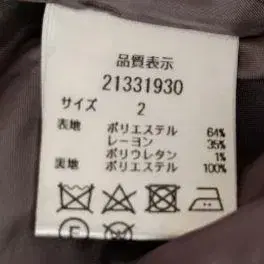 品質表示
21331930
サイズ 2
表地 ポリエステル 64%
レーヨン 35%
ポリウレタン 1%
裏地 ポリエステル 100%